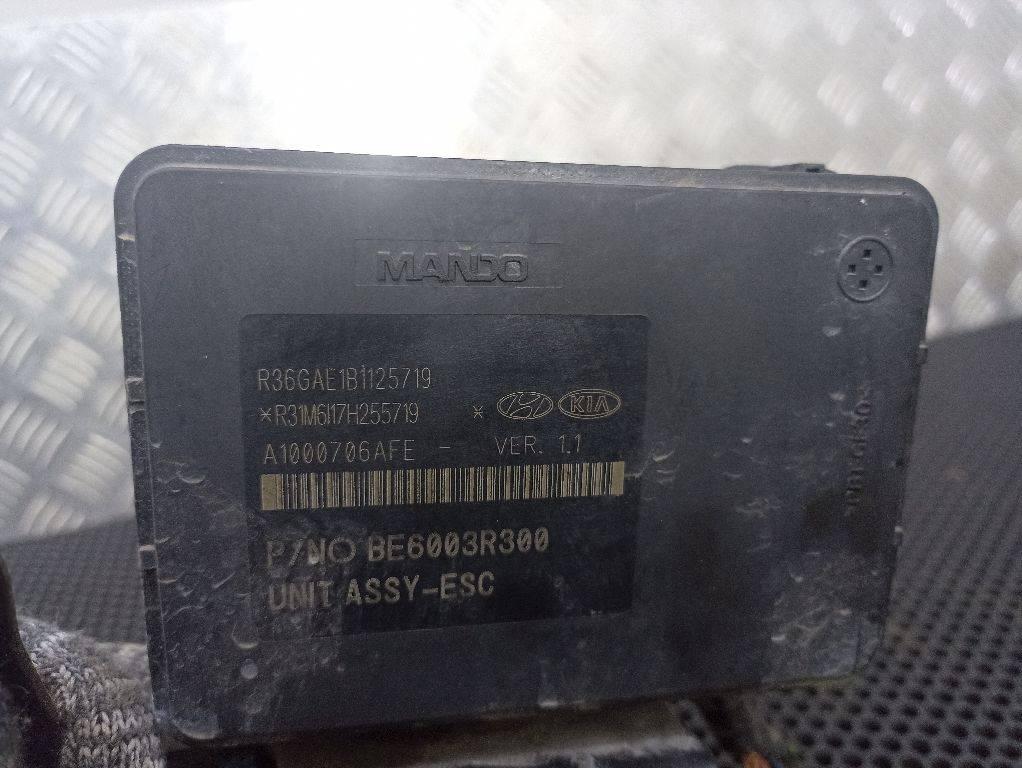 MANDO
R36GAE1B1125719
*R31M6I17H255719 * KIA
A1000706AFE - VER. 1.1
P/NO BE6003R300
UNIT ASSY-ESC